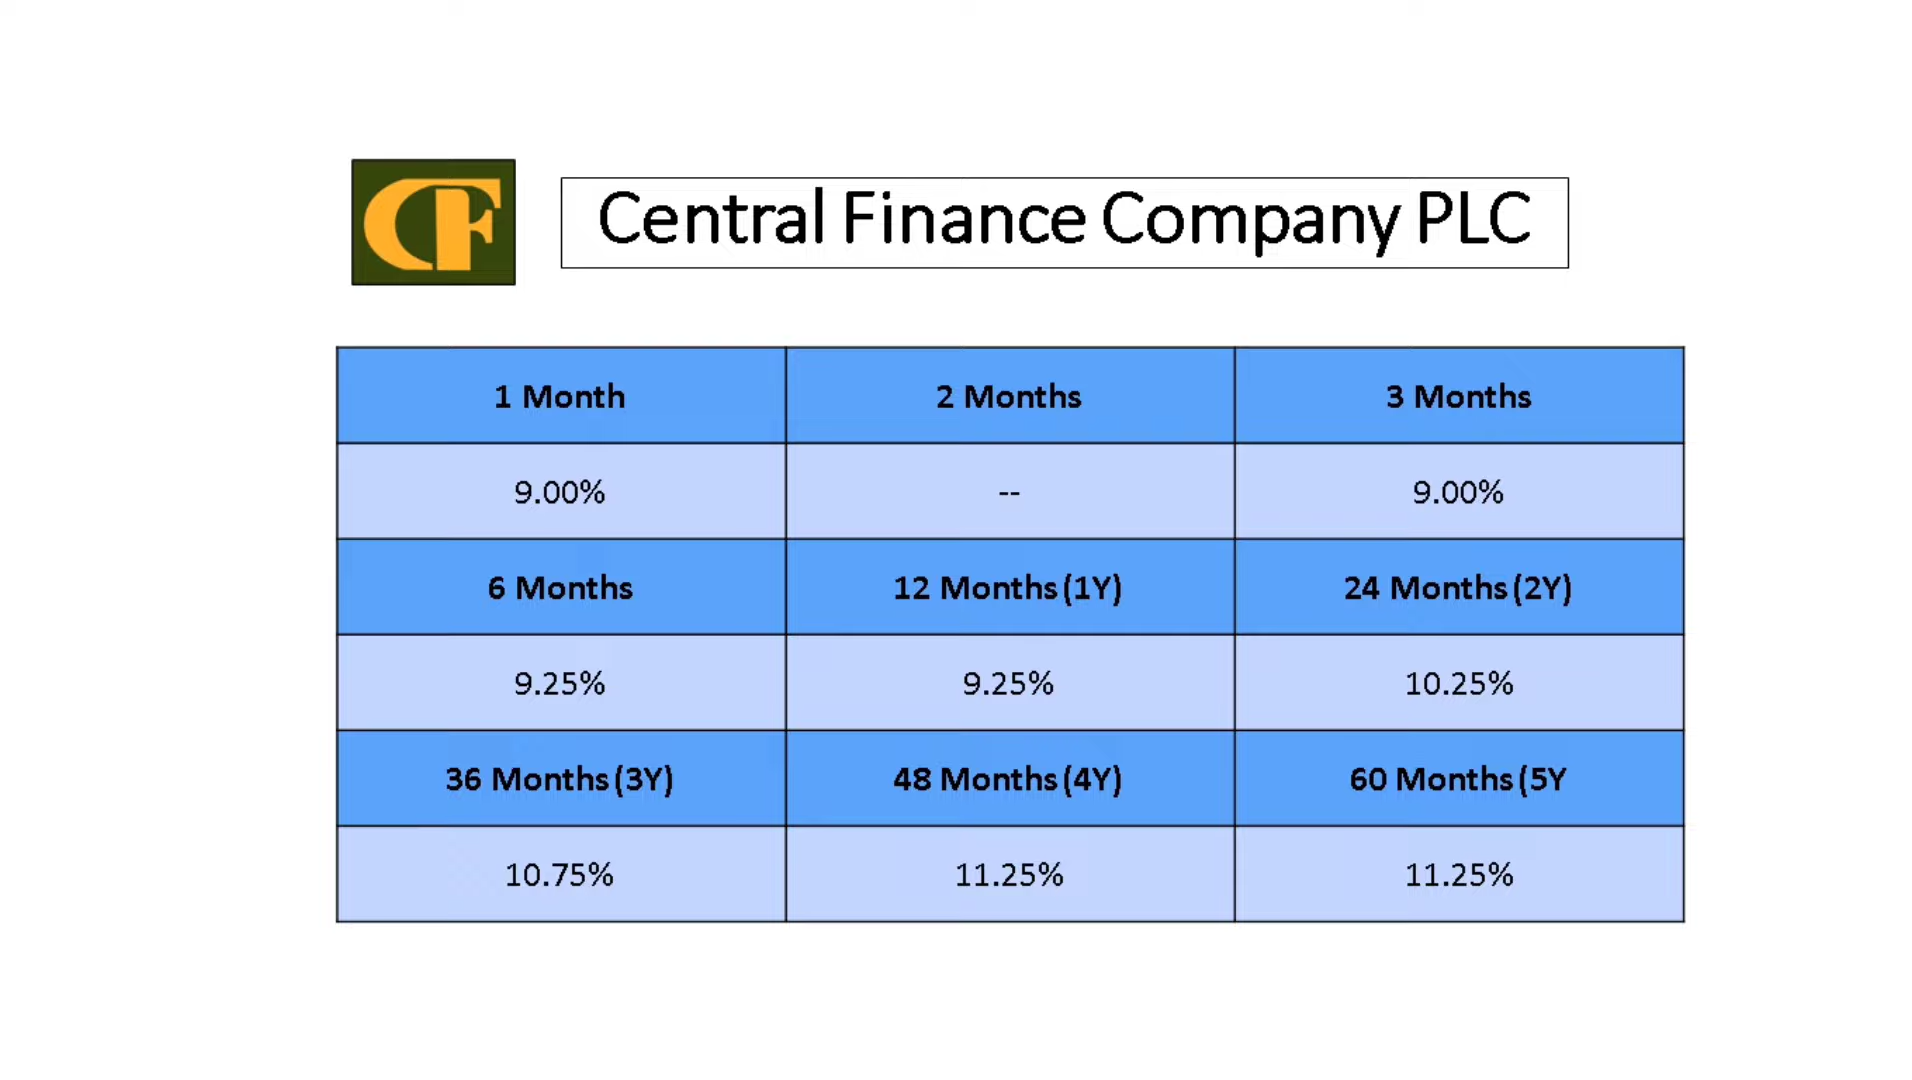 CF
Central Finance Company PLC
1 Month 2 Months 3 Months
9.00% -- 9.00%
6 Months 12 Months (1Y) 24 Months (2Y)
9.25% 9.25% 10.25%
36 Months (3Y) 48 Months (4Y) 60 Months (5Y
10.75% 11.25% 11.25%